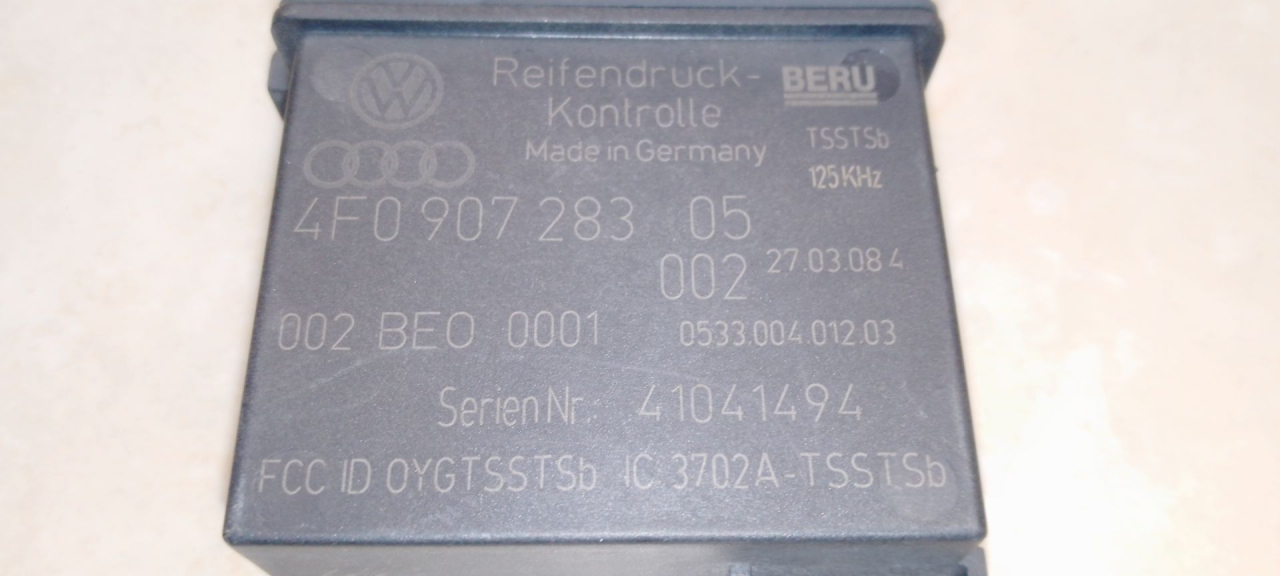 Reifendruck-
Kontrolle
Made in Germany
BERU
TSSTSb
125KHz
4F0 907 283 05
002 27.03.08 4
002 BEO 0001 0533.004.012.03
Serien Nr. 41041494
FCC ID OYGTSSTSb IC 3702A-TSSTSb